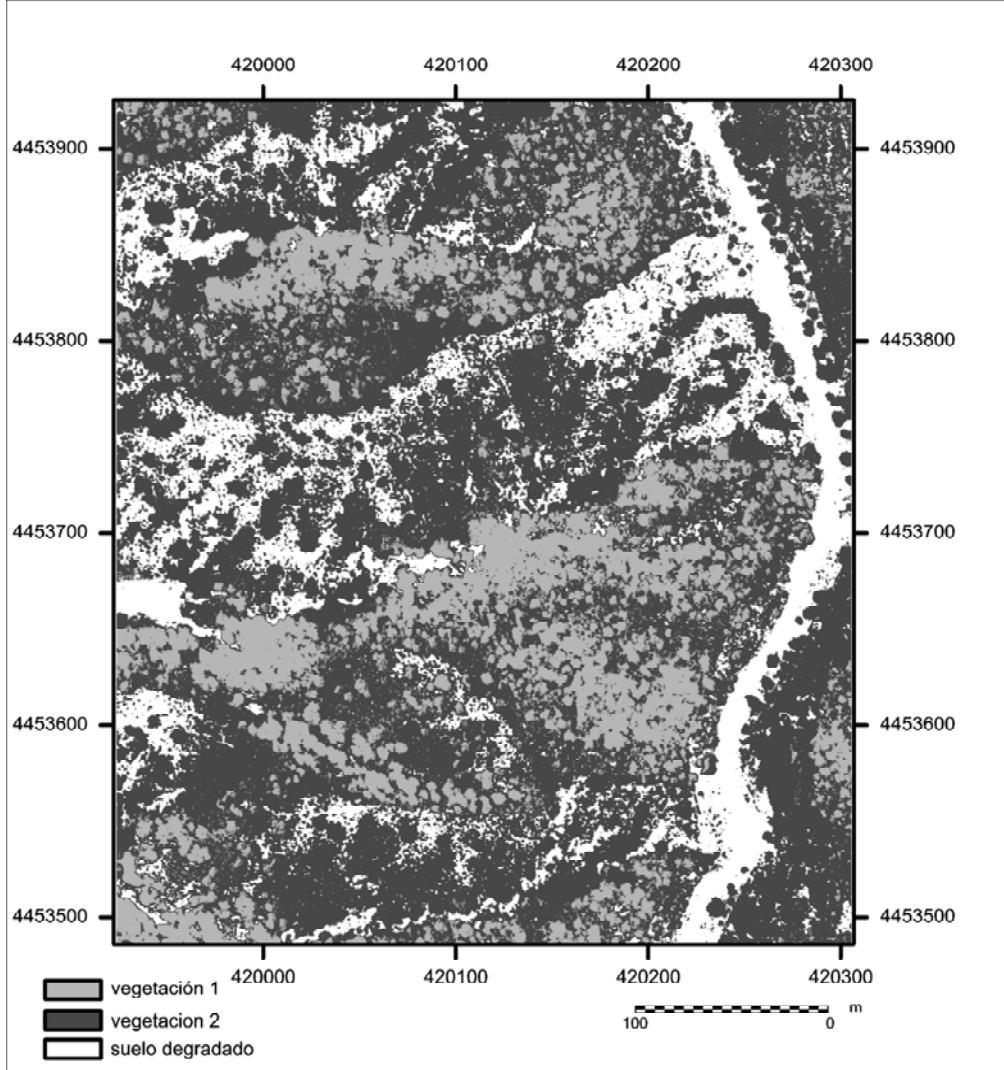 420000 420100 420200 420300
4453900 4453900
4453800 4453800
4453700 4453700
4453600 4453600
4453500 4453500
420000 420100 420200 420300
vegetación 1
vegetacion 2
suelo degradado
m
100 0